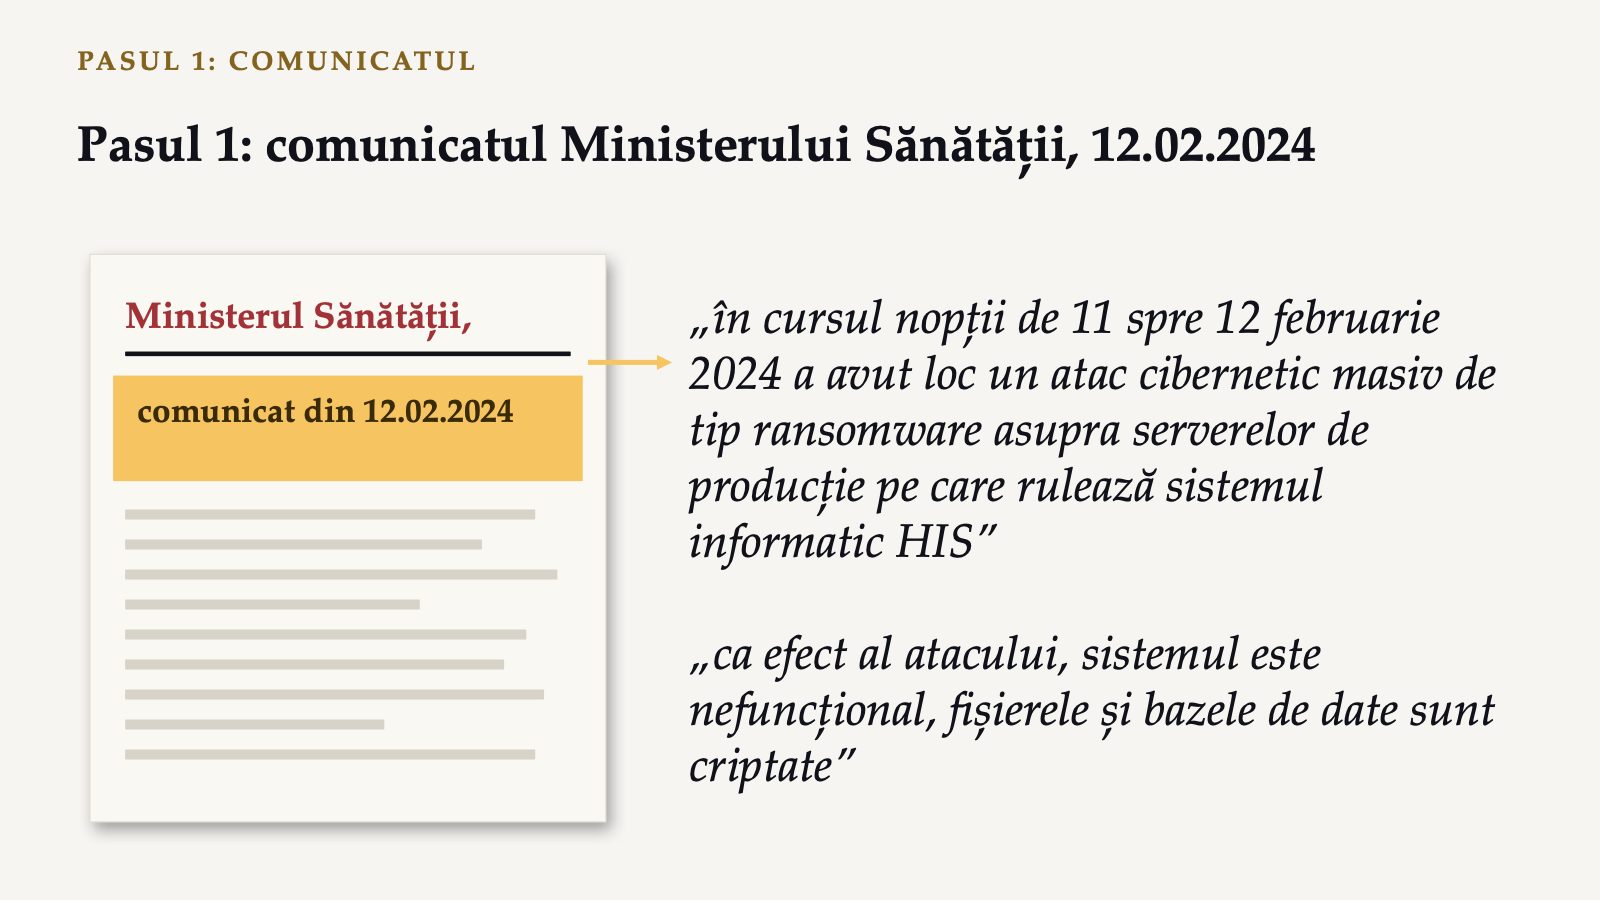 PASUL 1: COMUNICATUL
Pasul 1: comunicatul Ministerului Sănătății, 12.02.2024
Ministerul Sănătății,
comunicat din 12.02.2024
„în cursul nopții de 11 spre 12 februarie
2024 a avut loc un atac cibernetic masiv de
tip ransomware asupra serverelor de
producție pe care rulează sistemul
informatic HIS”
„ca efect al atacului, sistemul este
nefuncțional, fișierele și bazele de date sunt
criptate”